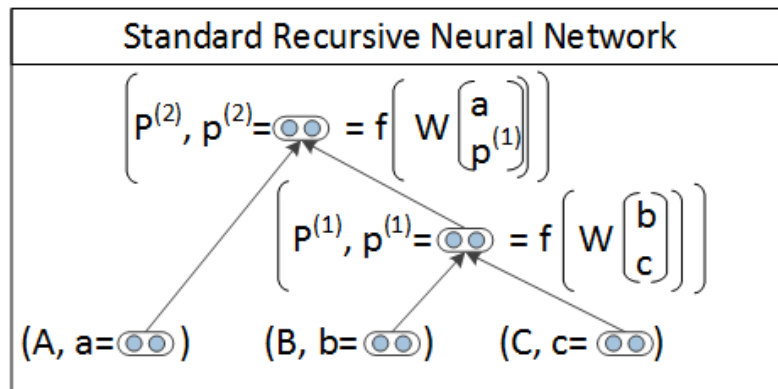 Standard Recursive Neural Network
(P(2), p(2)= = f(W(a
p(1))))
(P(1), p(1)= = f(W(b
c)))
(A, a= ) (B, b= ) (C, c= )